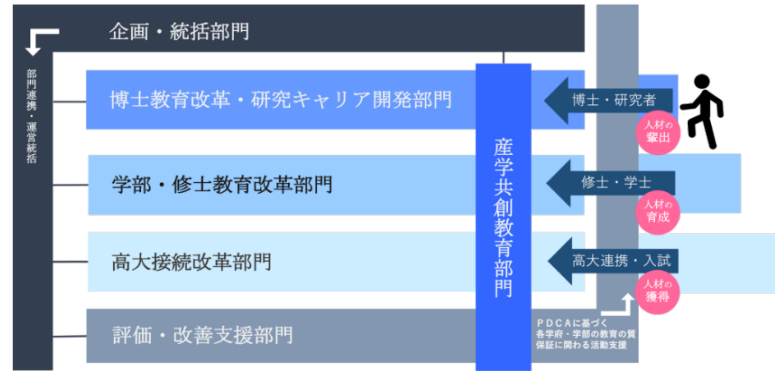 企画・統括部門
部門連携・運営統括
博士教育改革・研究キャリア開発部門
博士・研究者
人材の
輩出
産学共創教育部門
学部・修士教育改革部門
修士・学士
人材の
育成
高大接続改革部門
高大連携・入試
人材の
獲得
評価・改善支援部門
PDCAに基づく
各学府・学部の教育の質
保証に関わる活動支援